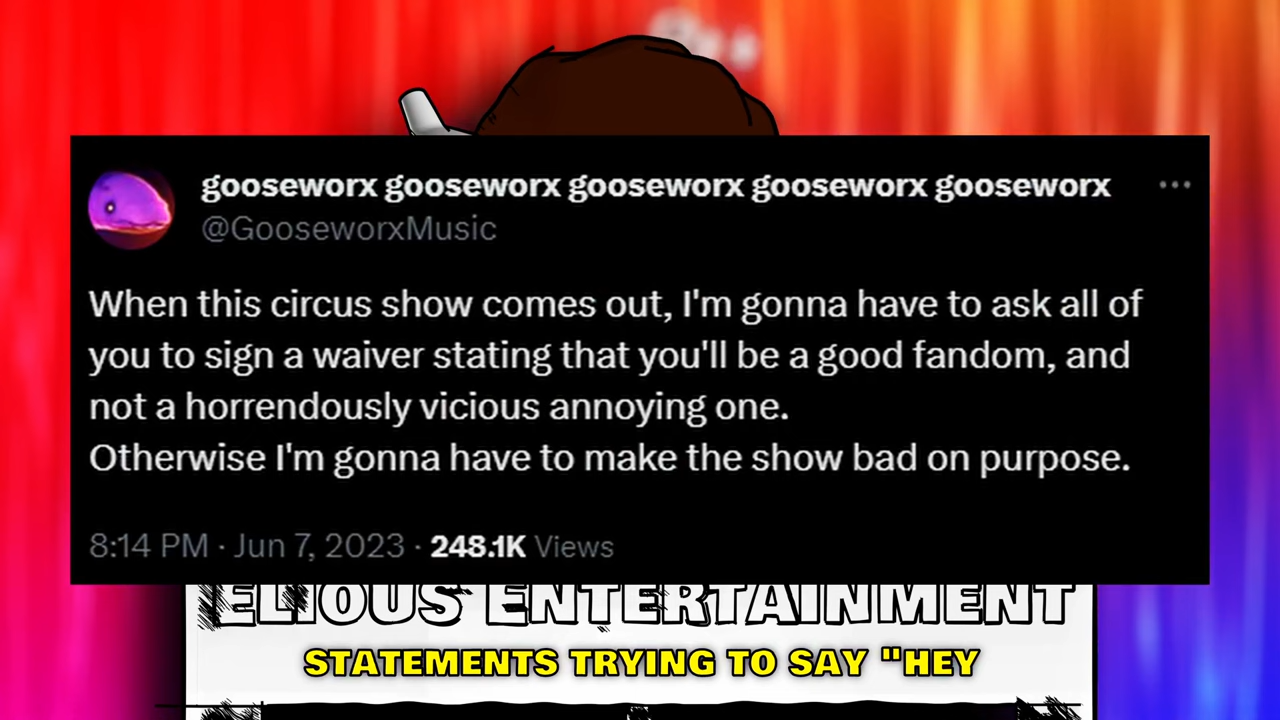 gooseworx gooseworx gooseworx gooseworx gooseworx
@GooseworxMusic
When this circus show comes out, I'm gonna have to ask all of
you to sign a waiver stating that you'll be a good fandom, and
not a horrendously vicious annoying one.
Otherwise I'm gonna have to make the show bad on purpose.
8:14 PM · Jun 7, 2023 · 248.1K Views
ELIOUS ENTERTAINMENT
STATEMENTS TRYING TO SAY "HEY